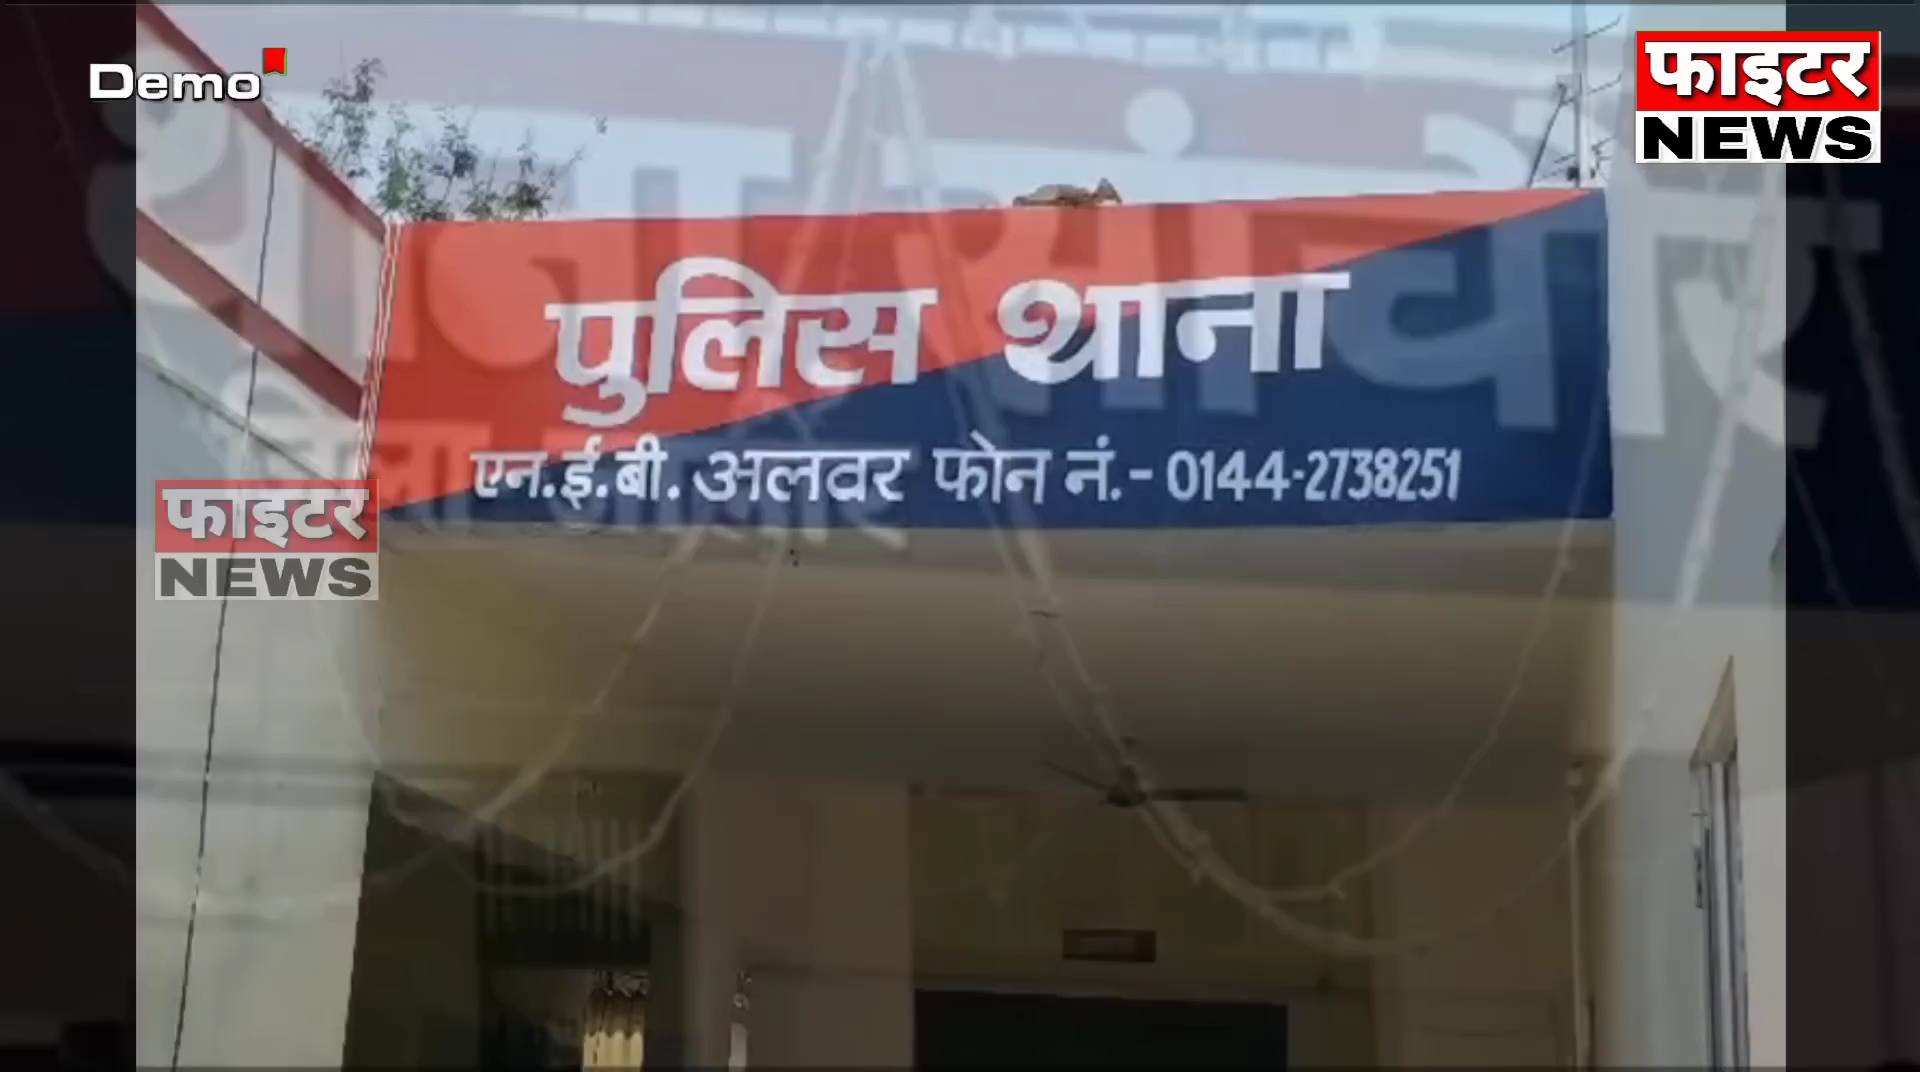 Demo
फाइटर
NEWS
थाना सांचौर
पुलिस थाना
एन.ई.बी. अलवर फोन नं.- 0144-2738251
जिला जालोर
फाइटर
NEWS